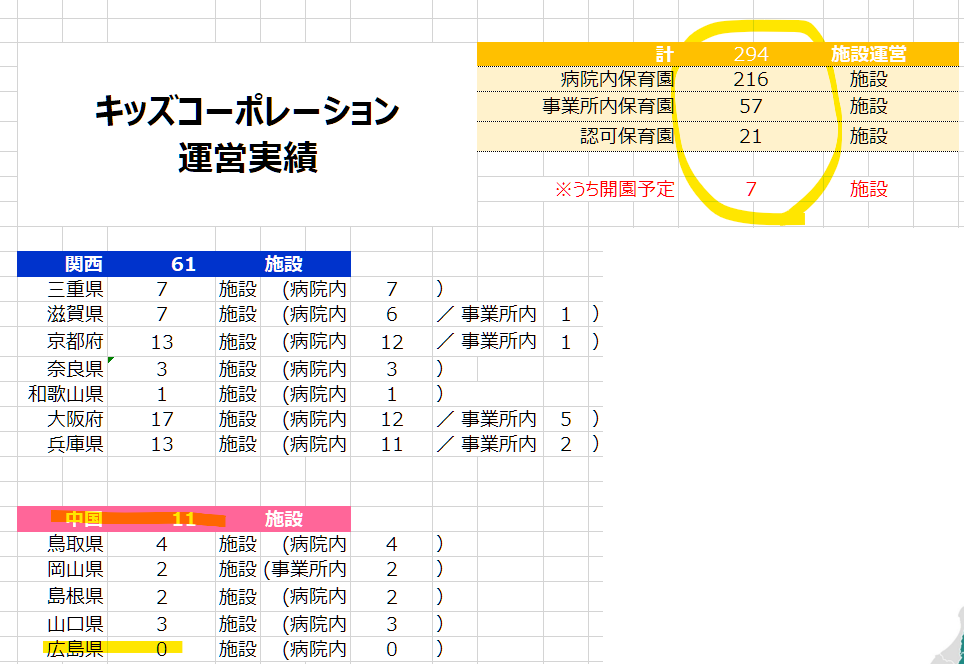 計 294 施設運営
病院内保育園 216 施設
事業所内保育園 57 施設
認可保育園 21 施設
※うち開園予定 7 施設
キッズコーポレーション
運営実績
関西 61 施設
三重県 7 施設 (病院内 7 )
滋賀県 7 施設 (病院内 6 ／ 事業所内 1 )
京都府 13 施設 (病院内 12 ／ 事業所内 1 )
奈良県 3 施設 (病院内 3 )
和歌山県 1 施設 (病院内 1 )
大阪府 17 施設 (病院内 12 ／ 事業所内 5 )
兵庫県 13 施設 (病院内 11 ／ 事業所内 2 )
中国 11 施設
鳥取県 4 施設 (病院内 4 )
岡山県 2 施設 (事業所内 2 )
島根県 2 施設 (病院内 2 )
山口県 3 施設 (病院内 3 )
広島県 0 施設 (病院内 0 )